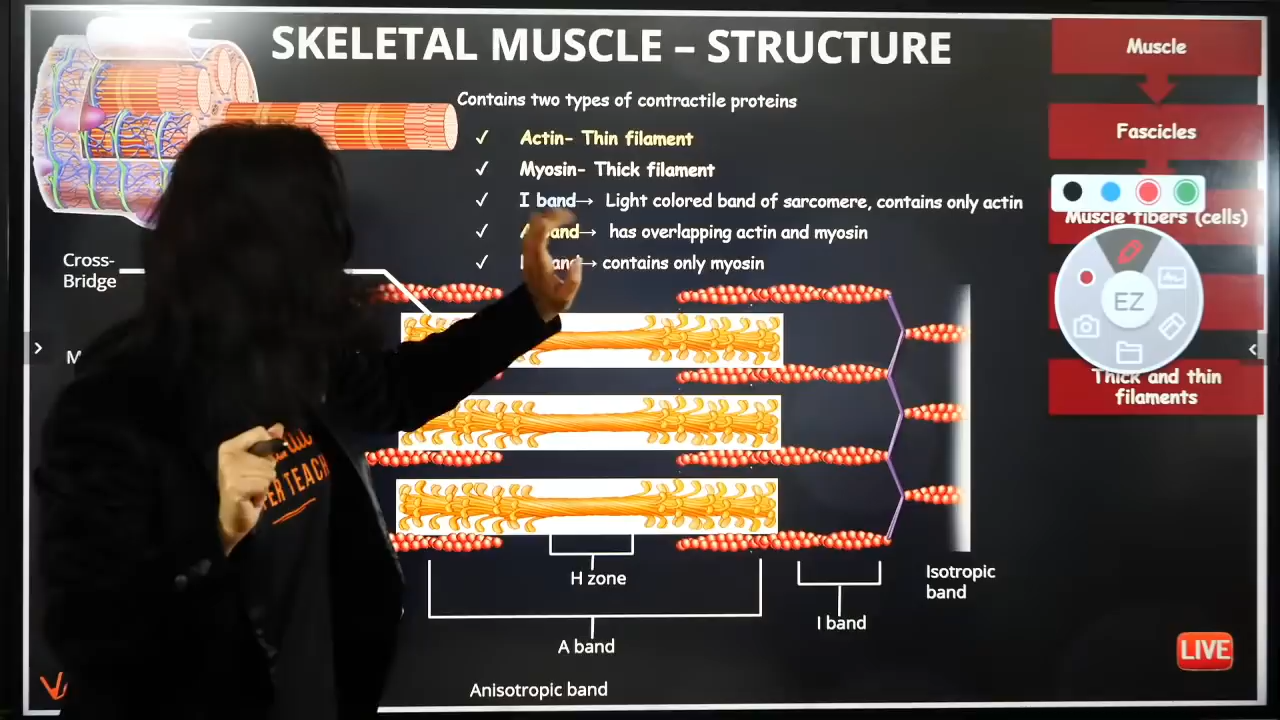 SKELETAL MUSCLE – STRUCTURE
Contains two types of contractile proteins
✓ Actin- Thin filament
✓ Myosin- Thick filament
✓ I band→ Light colored band of sarcomere, contains only actin
✓ band→ has overlapping actin and myosin
✓ → contains only myosin
Muscle
Fascicles
Muscle fibers (cells)
EZ
Thick and thin
filaments
Cross-
Bridge
H zone
A band
Anisotropic band
I band
Isotropic
band
LIVE